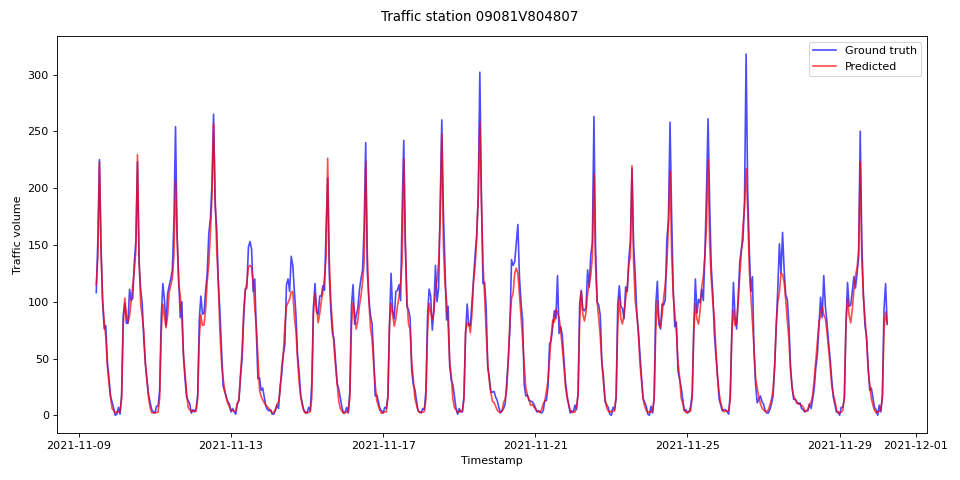 Traffic station 09081V804807
Ground truth
Predicted
Traffic volume
300
250
200
150
100
50
0
2021-11-09 2021-11-13 2021-11-17 2021-11-21 2021-11-25 2021-11-29 2021-12-01
Timestamp